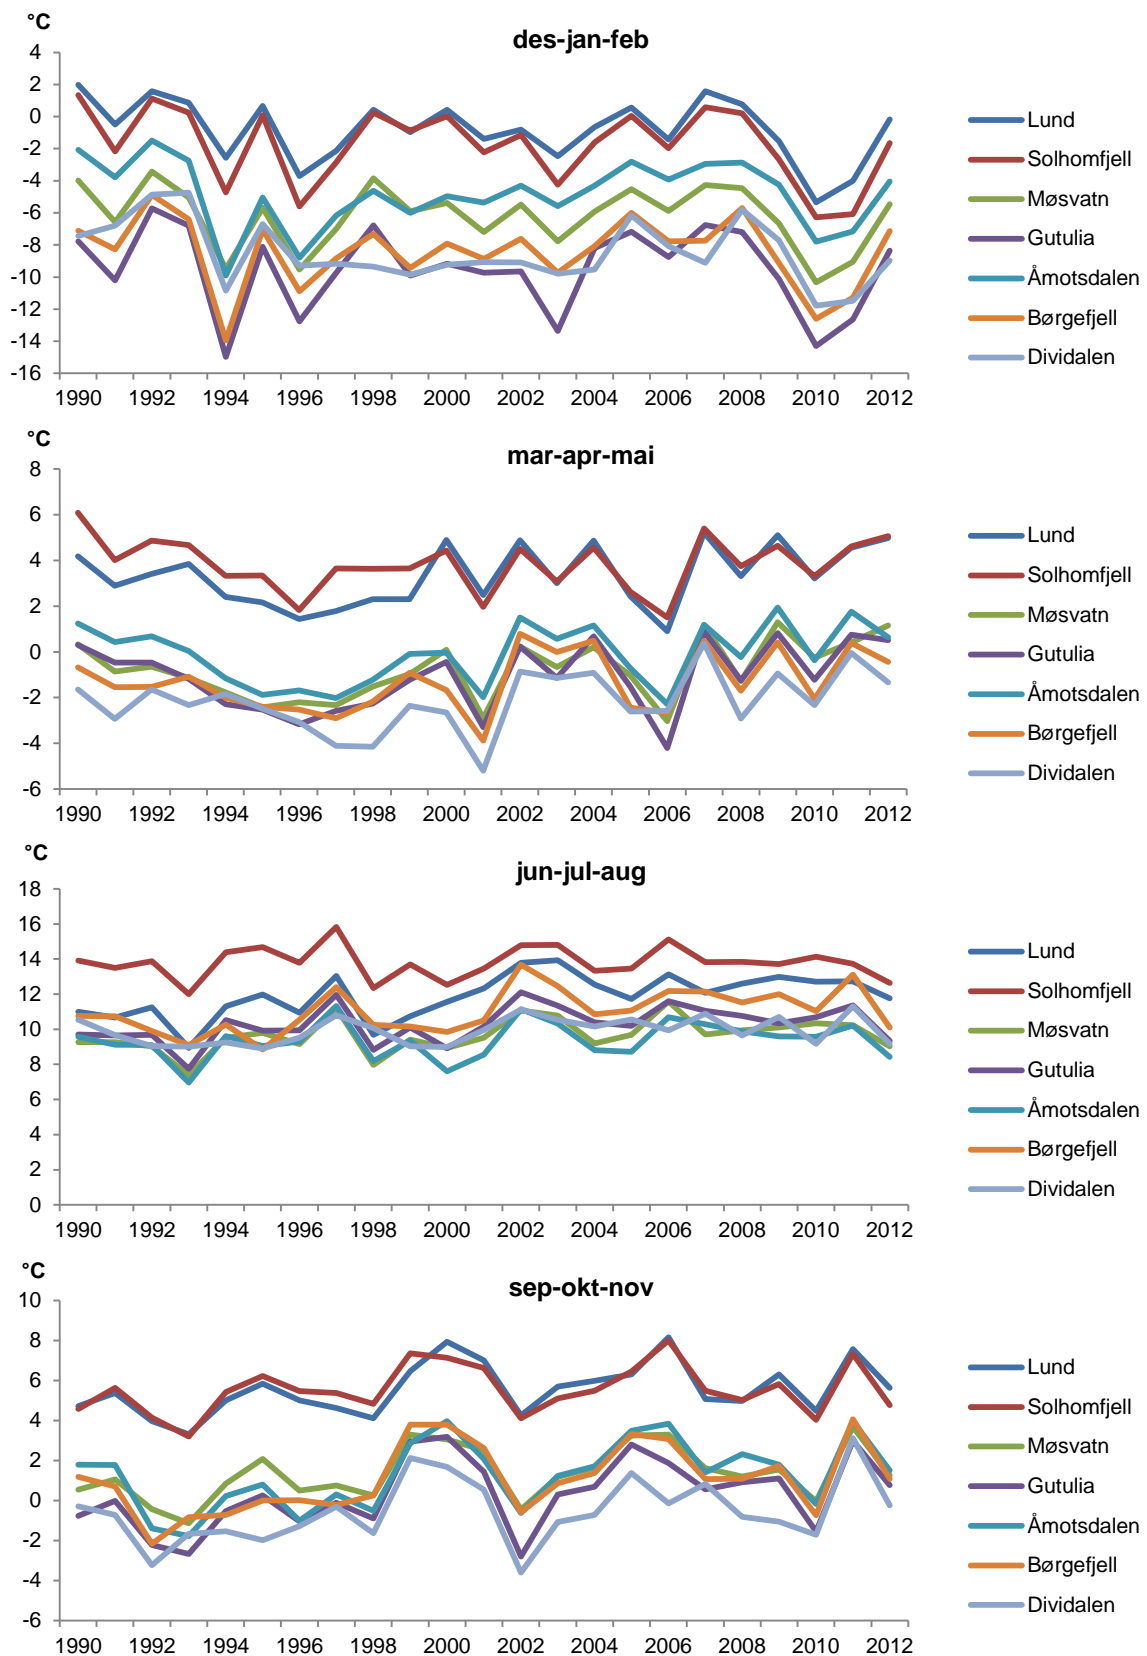 °C
des-jan-feb
4
2
0
-2
-4
-6
-8
-10
-12
-14
-16
1990 1992 1994 1996 1998 2000 2002 2004 2006 2008 2010 2012
Lund
Solhomfjell
Møsvatn
Gutulia
Åmotsdalen
Børgefjell
Dividalen
°C
mar-apr-mai
8
6
4
2
0
-2
-4
-6
1990 1992 1994 1996 1998 2000 2002 2004 2006 2008 2010 2012
Lund
Solhomfjell
Møsvatn
Gutulia
Åmotsdalen
Børgefjell
Dividalen
°C
jun-jul-aug
18
16
14
12
10
8
6
4
2
0
1990 1992 1994 1996 1998 2000 2002 2004 2006 2008 2010 2012
Lund
Solhomfjell
Møsvatn
Gutulia
Åmotsdalen
Børgefjell
Dividalen
°C
sep-okt-nov
10
8
6
4
2
0
-2
-4
-6
1990 1992 1994 1996 1998 2000 2002 2004 2006 2008 2010 2012
Lund
Solhomfjell
Møsvatn
Gutulia
Åmotsdalen
Børgefjell
Dividalen